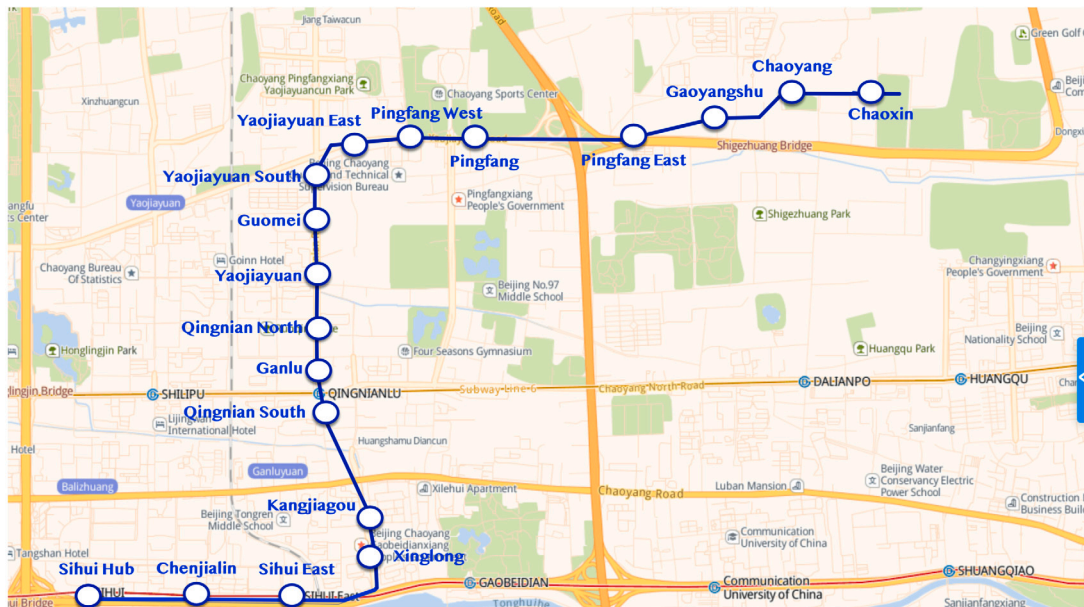 Jiang Taiwacun
Green Golf
Chaoyang
Chaoyang Pingfangxiang
Yaojiayuancun Park
Gaoyangshu
Xinzhuangcun
Chaoyang Sports Center
Pingfang West
Chaoxin
Yaojiayuan East
Shigezhuang Bridge
Pingfang
Pingfang East
Beijing Chaoyang
and Technical
Supervision Bureau
Yaojiayuan South
Yaojiayuan
Pingfangxiang
People's Government
Guomei
Shigezhuang Park
Goinn Hotel
Chaoyang Bureau
Of Statistics
Yaojiayuan
Changyingxiang
People's Government
Beijing No.97
Middle School
Qingnian North
Beijing
Nationality School
Honglingjin Park
Four Seasons Gymnasium
Huangqu Park
Ganlu
SHILIPU
QINGNIANLU
Subway Line 6
Chaoyang North Road
DALIANPO
HUANGQU
Qingnian South
International Hotel
Huangshamu Diancun
Sanjianfang
Hotel
Ganluyuan
Balizhuang
Xilehui Apartment
Chaoyang Road
Luban Mansion
Beijing Water
Conservancy Electric
Power School
Construction
Business
Kangjiagou
Beijing Tongren
Middle School
Beijing Chaoyang
Communication
University of China
Tangshan Hotel
Xinglong
Sihui Hub
Chenjialin
Sihui East
GAOBEIDIAN
SHUANGQIAO
Communication
University of China
SIHUI East
Bridge
Tonghuihe
Sanjianfangxiang